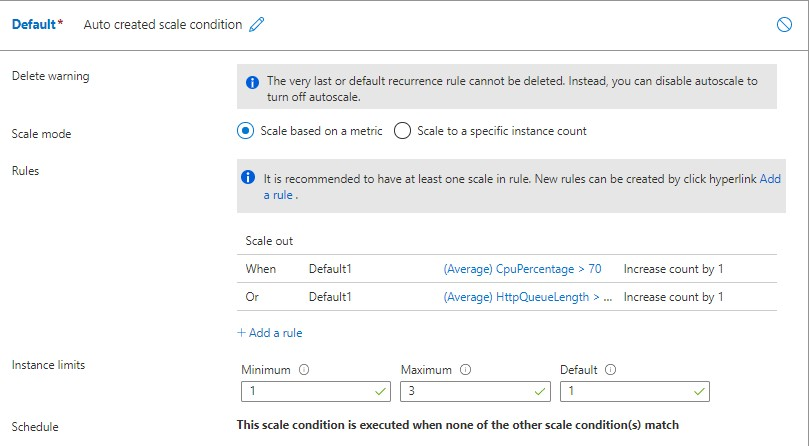 Default* Auto created scale condition
Delete warning
The very last or default recurrence rule cannot be deleted. Instead, you can disable autoscale to
turn off autoscale.
Scale mode
Scale based on a metric Scale to a specific instance count
Rules
It is recommended to have at least one scale in rule. New rules can be created by click hyperlink Add
a rule .
Scale out
When Default1 (Average) CpuPercentage > 70 Increase count by 1
Or Default1 (Average) HttpQueueLength > ... Increase count by 1
+ Add a rule
Instance limits
Minimum Maximum Default
1 3 1
Schedule
This scale condition is executed when none of the other scale condition(s) match